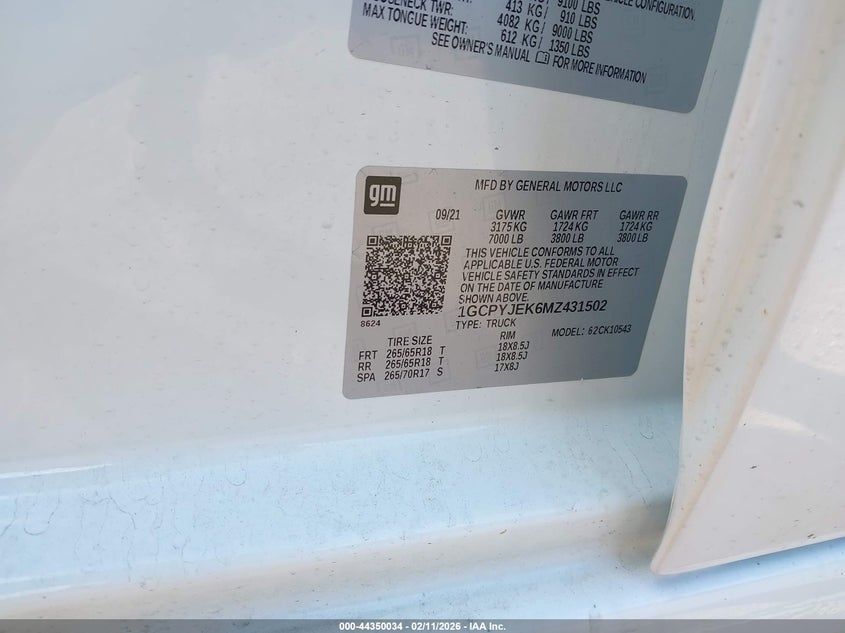 VEHICLE CONFIGURATION.
413 KG / 910 LBS
TWR: 4082 KG / 9000 LBS
MAX TONGUE WEIGHT: 612 KG / 1350 LBS
SEE OWNER'S MANUAL FOR MORE INFORMATION
gm
MFD BY GENERAL MOTORS LLC
09/21 GVWR GAWR FRT GAWR RR
3175 KG 1724 KG 1724 KG
7000 LB 3800 LB 3800 LB
THIS VEHICLE CONFORMS TO ALL
APPLICABLE U.S. FEDERAL MOTOR
VEHICLE SAFETY STANDARDS IN EFFECT
ON THE DATE OF MANUFACTURE
SHOWN ABOVE.
8624
1GCPYJEK6MZ431502
TYPE: TRUCK MODEL: 62CK10543
TIRE SIZE RIM
FRT 265/65R18 T 18X8.5J
RR 265/65R18 T 18X8.5J
SPA 265/70R17 S 17X8J
000-44350034 - 02/11/2026 - IAA Inc.